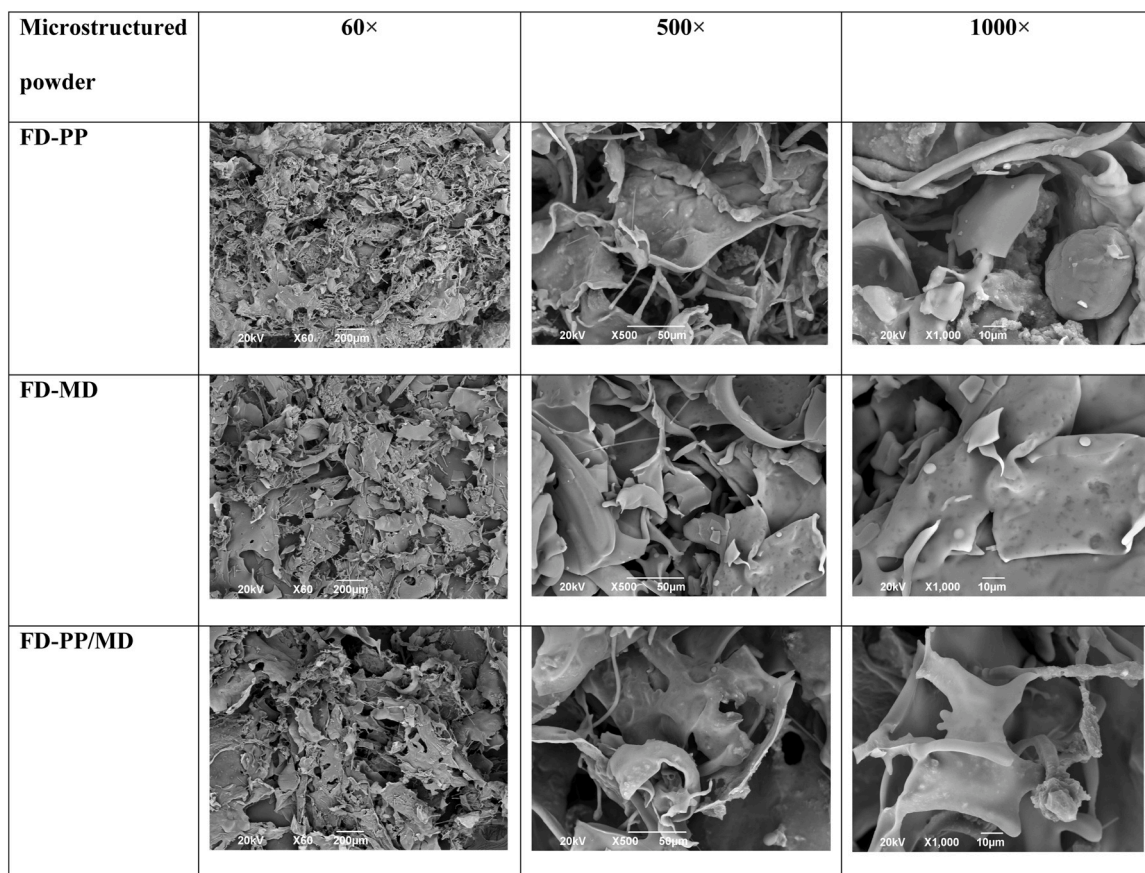 Microstructured powder
60×
500×
1000×
FD-PP
20kV X60 200μm
20kV X500 50μm
20kV X1,000 10μm
FD-MD
20kV X60 200μm
20kV X500 50μm
20kV X1,000 10μm
FD-PP/MD
20kV X60 200μm
20kV X500 50μm
20kV X1,000 10μm